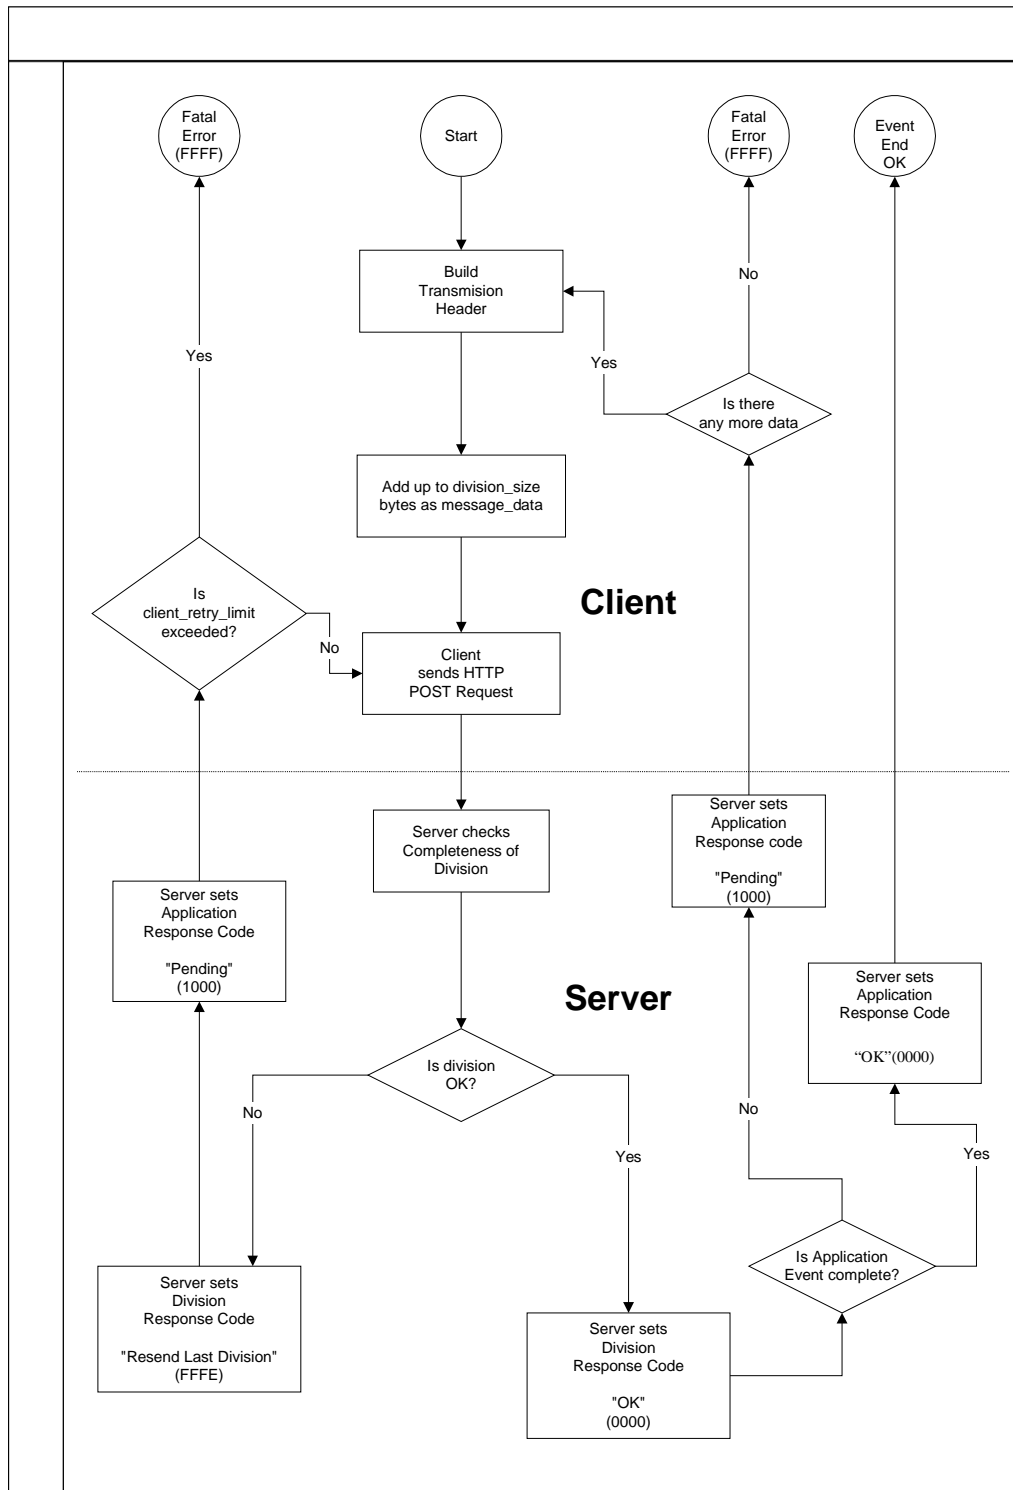 Fatal
Error
(FFFF)
Start
Fatal
Error
(FFFF)
Event
End
OK
Build
Transmision
Header
No
Yes
Yes
Is there
any more data
Add up to division_size
bytes as message_data
Is
client_retry_limit
exceeded?
Client
No
Client
sends HTTP
POST Request
Server sets
Application
Response code
"Pending"
(1000)
Server checks
Completeness of
Division
Server sets
Application
Response Code
"Pending"
(1000)
Server sets
Application
Response Code
“OK”(0000)
Server
Is division
OK?
No
No
Yes
Yes
Is Application
Event complete?
Server sets
Division
Response Code
"Resend Last Division"
(FFFE)
Server sets
Division
Response Code
"OK"
(0000)